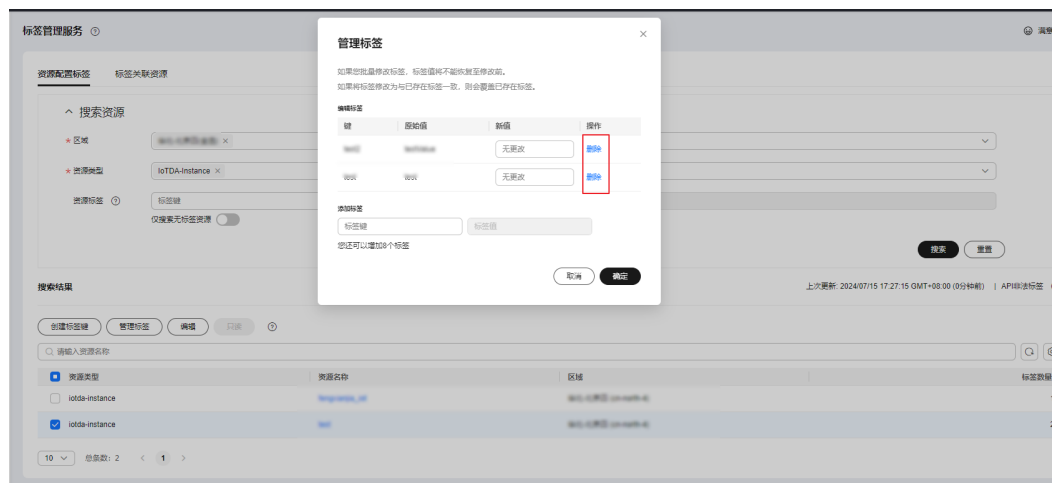 标签管理服务
资源配置标签 标签关联资源
搜索资源
* 区域
* 资源类型 IoTDA-Instance ×
资源标签 标签键
仅搜索无标签资源
搜索 重置
管理标签
如果您批量修改标签，标签值将不能恢复至修改前。
如果将标签修改为与已存在标签一致，则会覆盖已存在标签。
编辑标签
键 原始值 新值 操作
无更改 删除
无更改 删除
添加标签
标签键 标签值
您还可以增加8个标签
取消 确定
搜索结果
上次更新: 2024/07/15 17:27:15 GMT+08:00 (0分钟前) | API非法标签
创建标签键 管理标签 编辑 只读
请输入资源名称
资源类型 资源名称 区域 标签数量
iotda-instance
iotda-instance
10 总条数: 2 < 1 >